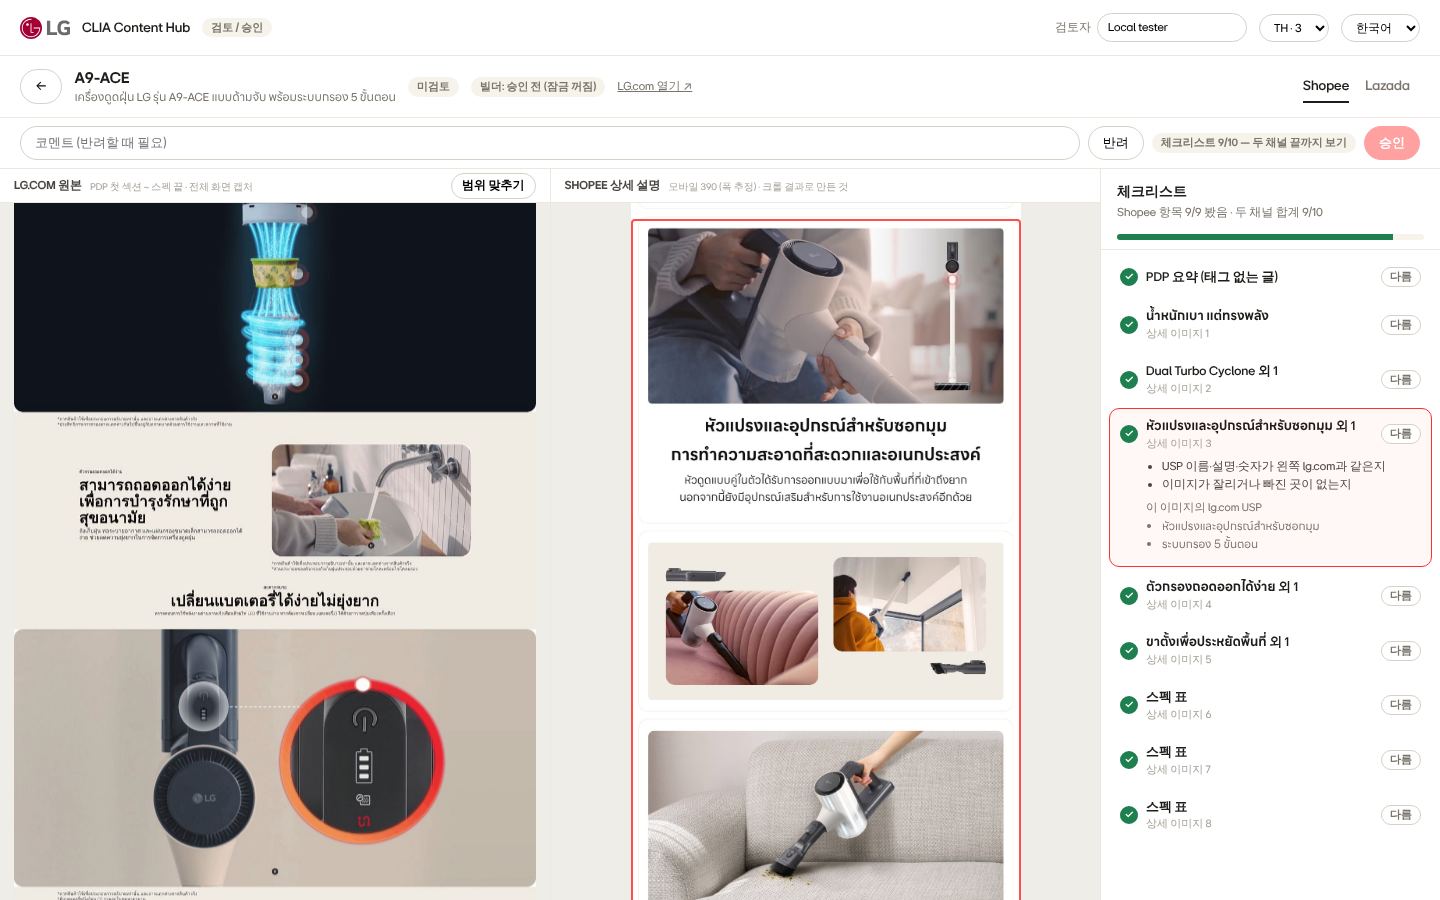 LG CLIA Content Hub 검토 / 승인 검토자 Local tester TH · 3 한국어
A9-ACE
เครื่องดูดฝุ่น LG รุ่น A9-ACE แบบด้ามจับ พร้อมระบบกรอง 5 ขั้นตอน
미검토 빌더: 승인 전 (잠금 꺼짐) LG.com 열기 ↗ Shopee Lazada
코멘트 (반려할 때 필요) 반려 체크리스트 9/10 — 두 채널 끝까지 보기 승인
LG.COM 원본 PDP 첫 섹션 ~ 스펙 끝 · 전체 화면 캡처 범위 맞추기
สามารถถอดออกได้ง่าย
เพื่อการบำรุงรักษาที่ถูก
สุขอนามัย
เปลี่ยนแบตเตอรี่ได้ง่ายไม่ยุ่งยาก
LG
SHOPEE 상세 설명 모바일 390 (폭 추정) · 크롤 결과로 만든 것
หัวแปรงและอุปกรณ์สำหรับซอกมุม
การทำความสะอาดที่สะดวกและอเนกประสงค์
หัวดูดแบบคู่ในตัวได้รับการออกแบบมาเพื่อใช้กับพื้นที่ที่เข้าถึงยาก
นอกจากนี้ยังมีอุปกรณ์เสริมสำหรับการใช้งานอเนกประสงค์อีกด้วย
체크리스트
Shopee 항목 9/9 봤음 · 두 채널 합계 9/10
PDP 요약 (태그 없는 글) 다름
น้ำหนักเบา แต่ทรงพลัง 다름
상세 이미지 1
Dual Turbo Cyclone 외 1 다름
상세 이미지 2
หัวแปรงและอุปกรณ์สำหรับซอกมุม 외 1 다름
상세 이미지 3
• USP 이름·설명·숫자가 왼쪽 lg.com과 같은지
• 이미지가 잘리거나 빠진 곳이 없는지
이 이미지의 lg.com USP
• หัวแปรงและอุปกรณ์สำหรับซอกมุม
• ระบบกรอง 5 ขั้นตอน
ตัวกรองถอดออกได้ง่าย 외 1 다름
상세 이미지 4
ขาตั้งเพื่อประหยัดพื้นที่ 외 1 다름
상세 이미지 5
스펙 표 다름
상세 이미지 6
스펙 표 다름
상세 이미지 7
스펙 표 다름
상세 이미지 8